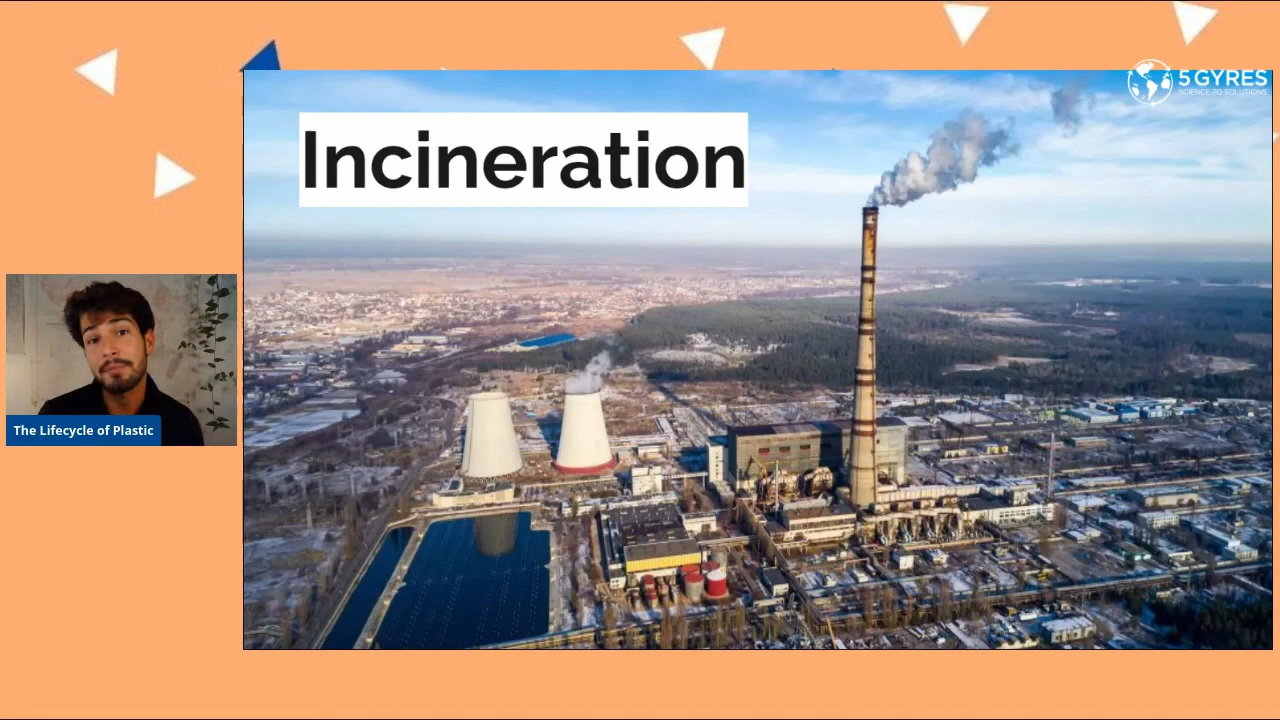 5 GYRES
SCIENCE TO SOLUTIONS
Incineration
The Lifecycle of Plastic